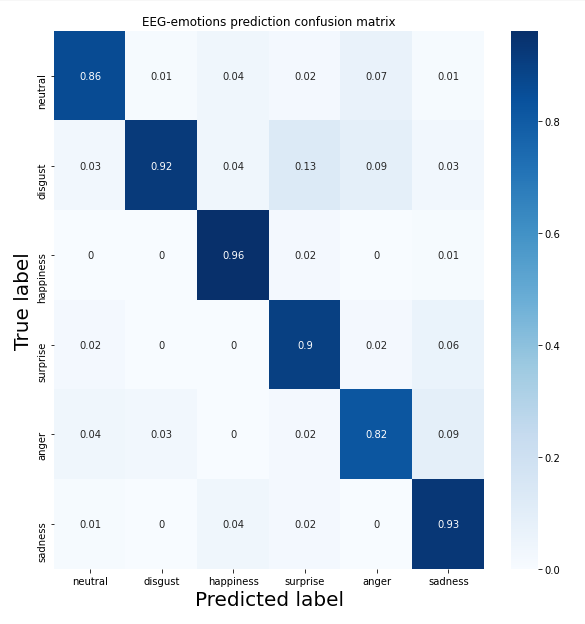 EEG-emotions prediction confusion matrix
neutral 0.86 0.01 0.04 0.02 0.07 0.01
disgust 0.03 0.92 0.04 0.13 0.09 0.03
happiness 0 0 0.96 0.02 0 0.01
surprise 0.02 0 0 0.9 0.02 0.06
anger 0.04 0.03 0 0.02 0.82 0.09
sadness 0.01 0 0.04 0.02 0 0.93
neutral disgust happiness surprise anger sadness
True label
Predicted label
0.8
0.6
0.4
0.2
0.0